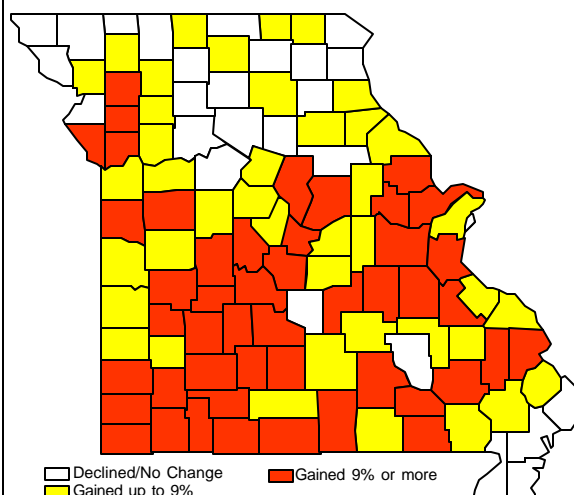 Declined/No Change
Gained 9% or more
Gained up to 9%